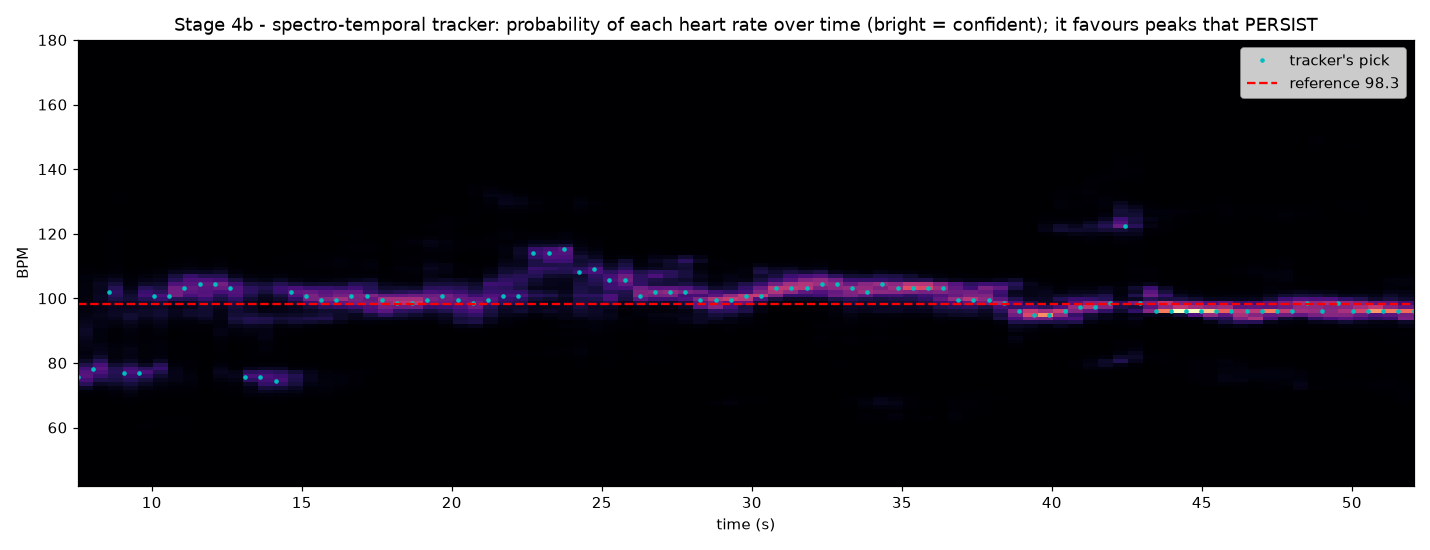 Stage 4b - spectro-temporal tracker: probability of each heart rate over time (bright = confident); it favours peaks that PERSIST
tracker's pick
reference 98.3
BPM
180
160
140
120
100
80
60
10 15 20 25 30 35 40 45 50
time (s)